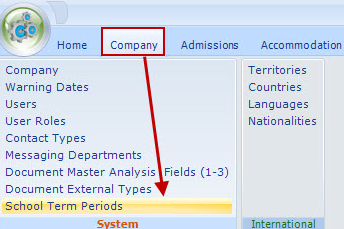 Home Company Admissions Accommodation
Company
Warning Dates
Users
User Roles
Contact Types
Messaging Departments
Document Master Analysis Fields (1-3)
Document External Types
School Term Periods
System
Territories
Countries
Languages
Nationalities
International